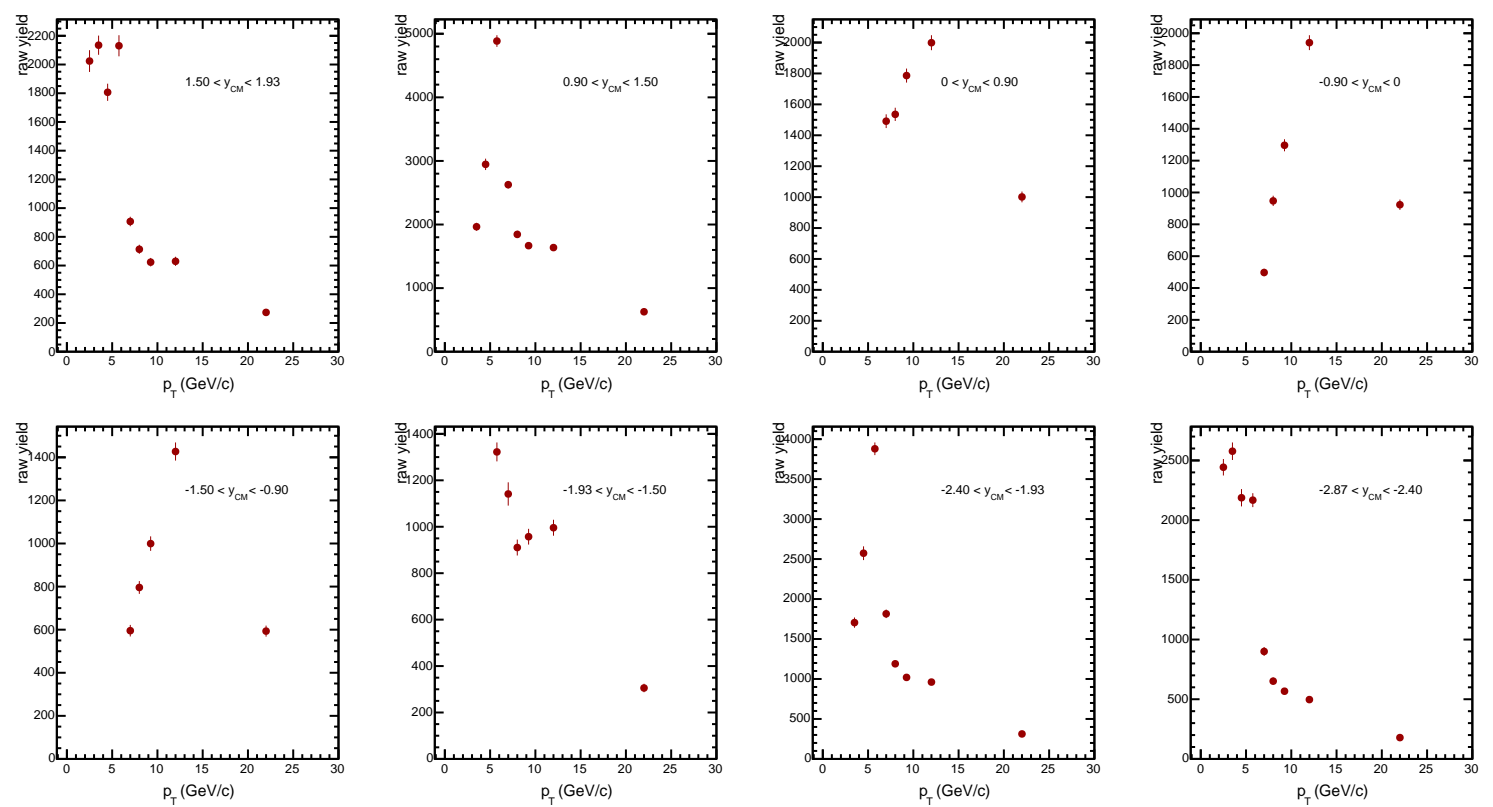 raw yield
2200
2000
1800
1600
1400
1200
1000
800
600
400
200
0
1.50 < y_CM < 1.93
0 5 10 15 20 25 30
p_T (GeV/c)
raw yield
5000
4000
3000
2000
1000
0
0.90 < y_CM < 1.50
0 5 10 15 20 25 30
p_T (GeV/c)
raw yield
2000
1800
1600
1400
1200
1000
800
600
400
200
0
0 < y_CM < 0.90
0 5 10 15 20 25 30
p_T (GeV/c)
raw yield
2000
1800
1600
1400
1200
1000
800
600
400
200
0
-0.90 < y_CM < 0
0 5 10 15 20 25 30
p_T (GeV/c)
raw yield
1400
1200
1000
800
600
400
200
0
-1.50 < y_CM < -0.90
0 5 10 15 20 25 30
p_T (GeV/c)
raw yield
1400
1200
1000
800
600
400
200
0
-1.93 < y_CM < -1.50
0 5 10 15 20 25 30
p_T (GeV/c)
raw yield
4000
3500
3000
2500
2000
1500
1000
500
0
-2.40 < y_CM < -1.93
0 5 10 15 20 25 30
p_T (GeV/c)
raw yield
2500
2000
1500
1000
500
0
-2.87 < y_CM < -2.40
0 5 10 15 20 25 30
p_T (GeV/c)